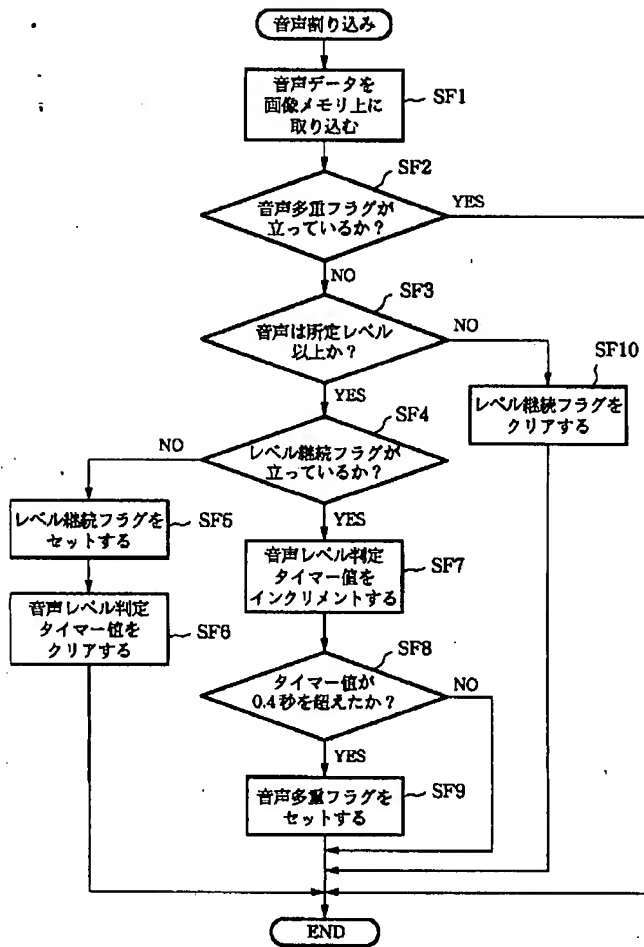 音声割り込み
音声データを
画像メモリ上に
取り込む
SF1
SF2
音声多重フラグが
立っているか？
YES
NO
SF3
音声は所定レベル
以上か？
NO
SF10
YES
レベル継続フラグを
クリアする
SF4
NO
レベル継続フラグが
立っているか？
レベル継続フラグを
セットする
SF5
YES
音声レベル判定
タイマー値を
インクリメントする
SF7
音声レベル判定
タイマー値を
クリアする
SF6
SF8
タイマー値が
0.4秒を超えたか？
NO
YES
音声多重フラグを
セットする
SF9
END